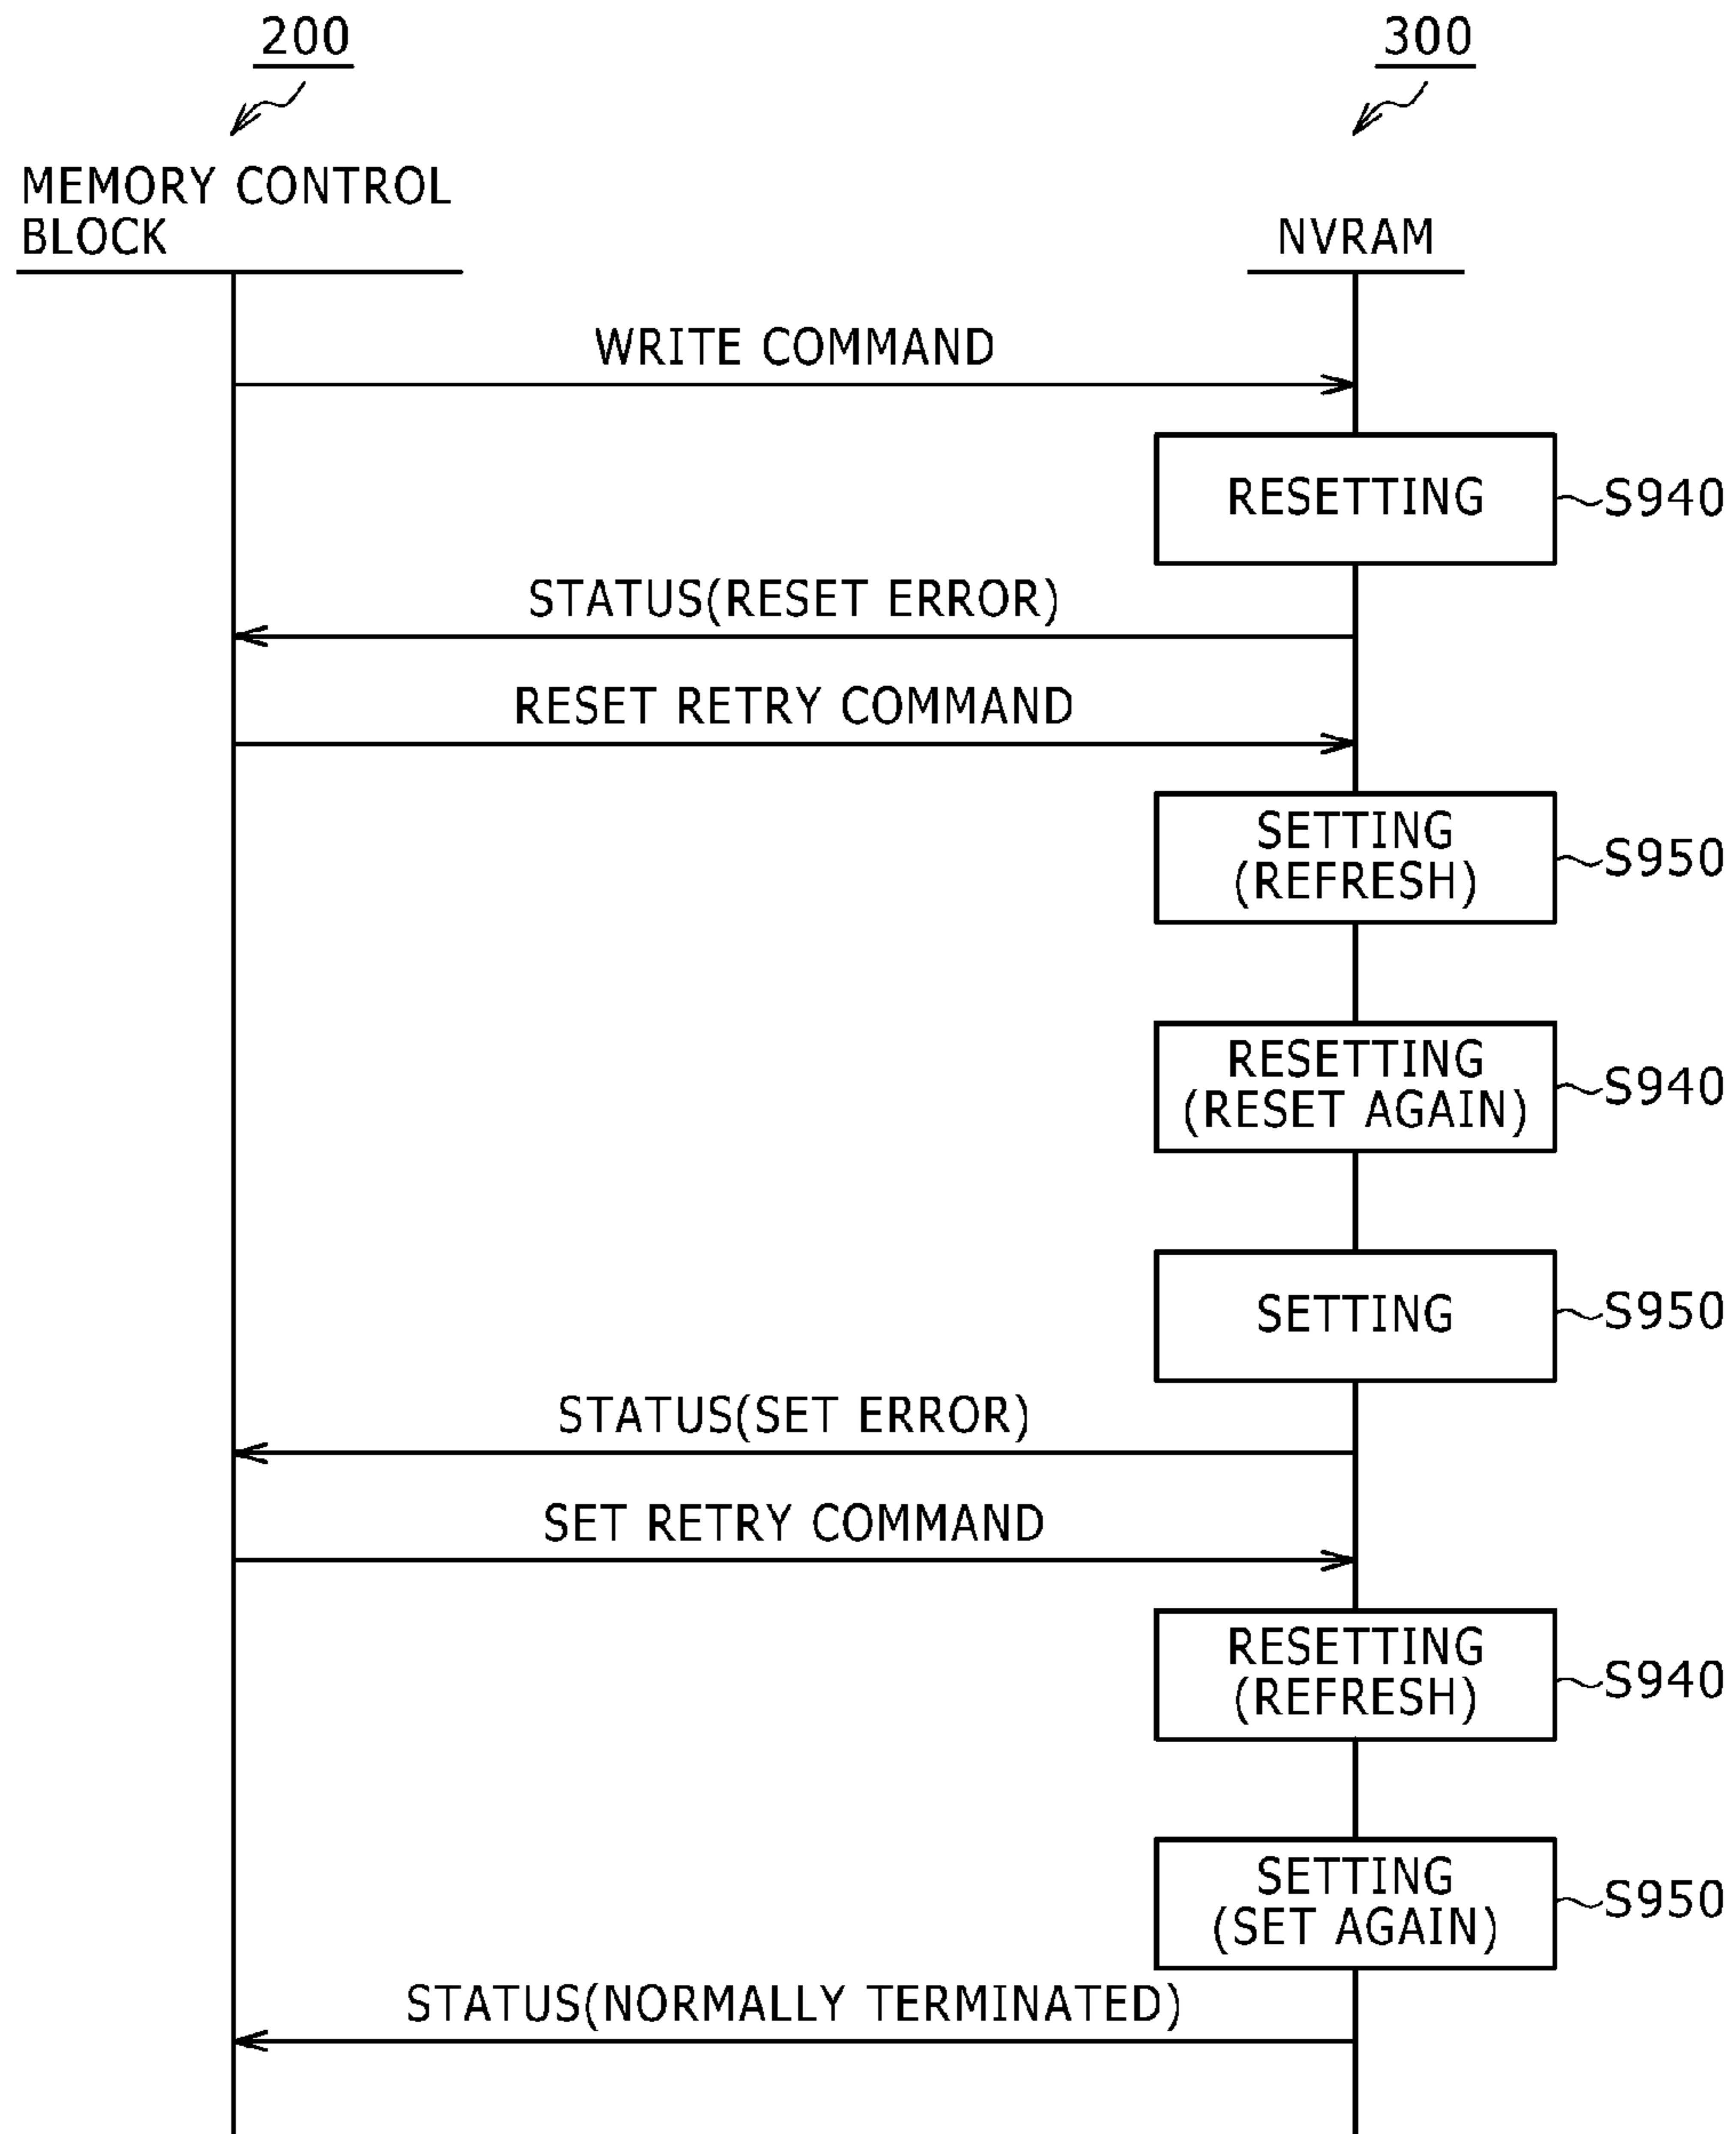 200
300
MEMORY CONTROL
BLOCK
NVRAM
WRITE COMMAND
RESETTING
S940
STATUS(RESET ERROR)
RESET RETRY COMMAND
SETTING
(REFRESH)
S950
RESETTING
(RESET AGAIN)
S940
SETTING
S950
STATUS(SET ERROR)
SET RETRY COMMAND
RESETTING
(REFRESH)
S940
SETTING
(SET AGAIN)
S950
STATUS(NORMALLY TERMINATED)